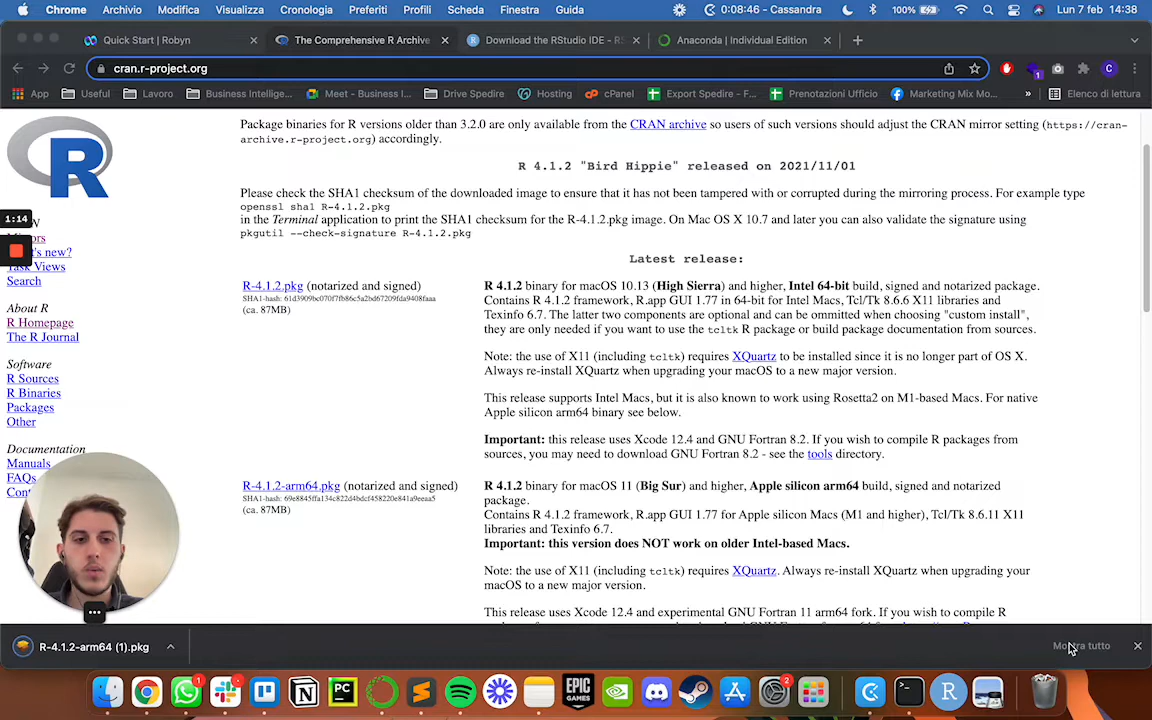 Chrome Archivio Modifica Visualizza Cronologia Preferiti Profili Scheda Finestra Guida 0:08:46 - Cassandra 100% Lun 7 feb 14:38
Quick Start | Robyn The Comprehensive R Archive Download the RStudio IDE - RS Anaconda | Individual Edition
cran.r-project.org 1 C
App Useful Lavoro Business Intellige... Meet - Business I... Drive Spedire Hosting cPanel Export Spedire - F... Prenotazioni Ufficio Marketing Mix Mo... » Elenco di lettura
R
Package binaries for R versions older than 3.2.0 are only available from the CRAN archive so users of such versions should adjust the CRAN mirror setting (https://cran-
archive.r-project.org) accordingly.
R 4.1.2 "Bird Hippie" released on 2021/11/01
Please check the SHA1 checksum of the downloaded image to ensure that it has not been tampered with or corrupted during the mirroring process. For example type
openssl sha1 R-4.1.2.pkg
in the Terminal application to print the SHA1 checksum for the R-4.1.2.pkg image. On Mac OS X 10.7 and later you can also validate the signature using
pkgutil --check-signature R-4.1.2.pkg
Latest release:
1:14
N
rors
t's new?
Task Views
Search
About R
R Homepage
The R Journal
Software
R Sources
R Binaries
Packages
Other
Documentation
Manuals
FAQs
Cont
R-4.1.2.pkg (notarized and signed)
SHA1-hash: 61d3909bc070f7fb86c5a2bd67209fda9408faaa
(ca. 87MB)
R 4.1.2 binary for macOS 10.13 (High Sierra) and higher, Intel 64-bit build, signed and notarized package.
Contains R 4.1.2 framework, R.app GUI 1.77 in 64-bit for Intel Macs, Tcl/Tk 8.6.6 X11 libraries and
Texinfo 6.7. The latter two components are optional and can be ommitted when choosing "custom install",
they are only needed if you want to use the tcltk R package or build package documentation from sources.
Note: the use of X11 (including tcltk) requires XQuartz to be installed since it is no longer part of OS X.
Always re-install XQuartz when upgrading your macOS to a new major version.
This release supports Intel Macs, but it is also known to work using Rosetta2 on M1-based Macs. For native
Apple silicon arm64 binary see below.
Important: this release uses Xcode 12.4 and GNU Fortran 8.2. If you wish to compile R packages from
sources, you may need to download GNU Fortran 8.2 - see the tools directory.
R-4.1.2-arm64.pkg (notarized and signed)
SHA1-hash: 69e8845ffa134c822d4bdcf458220e841a9eeaa5
(ca. 87MB)
R 4.1.2 binary for macOS 11 (Big Sur) and higher, Apple silicon arm64 build, signed and notarized
package.
Contains R 4.1.2 framework, R.app GUI 1.77 for Apple silicon Macs (M1 and higher), Tcl/Tk 8.6.11 X11
libraries and Texinfo 6.7.
Important: this version does NOT work on older Intel-based Macs.
Note: the use of X11 (including tcltk) requires XQuartz. Always re-install XQuartz when upgrading your
macOS to a new major version.
This release uses Xcode 12.4 and experimental GNU Fortran 11 arm64 fork. If you wish to compile R
R-4.1.2-arm64 (1).pkg Mostra tutto
1 PC EPIC GAMES 2 R